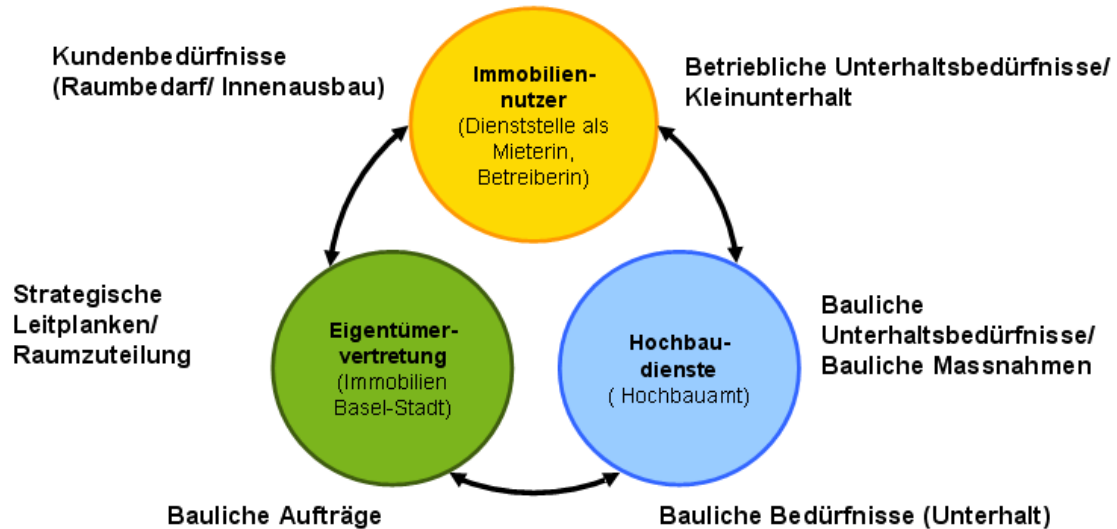 Kundenbedürfnisse
(Raumbedarf/ Innenausbau)
Immobilien-
nutzer
(Dienststelle als
Mieterin,
Betreiberin)
Betriebliche Unterhaltsbedürfnisse/
Kleinunterhalt
Strategische
Leitplanken/
Raumzuteilung
Eigentümer-
vertretung
(Immobilien
Basel-Stadt)
Hochbau-
dienste
( Hochbauamt)
Bauliche
Unterhaltsbedürfnisse/
Bauliche Massnahmen
Bauliche Aufträge
Bauliche Bedürfnisse (Unterhalt)